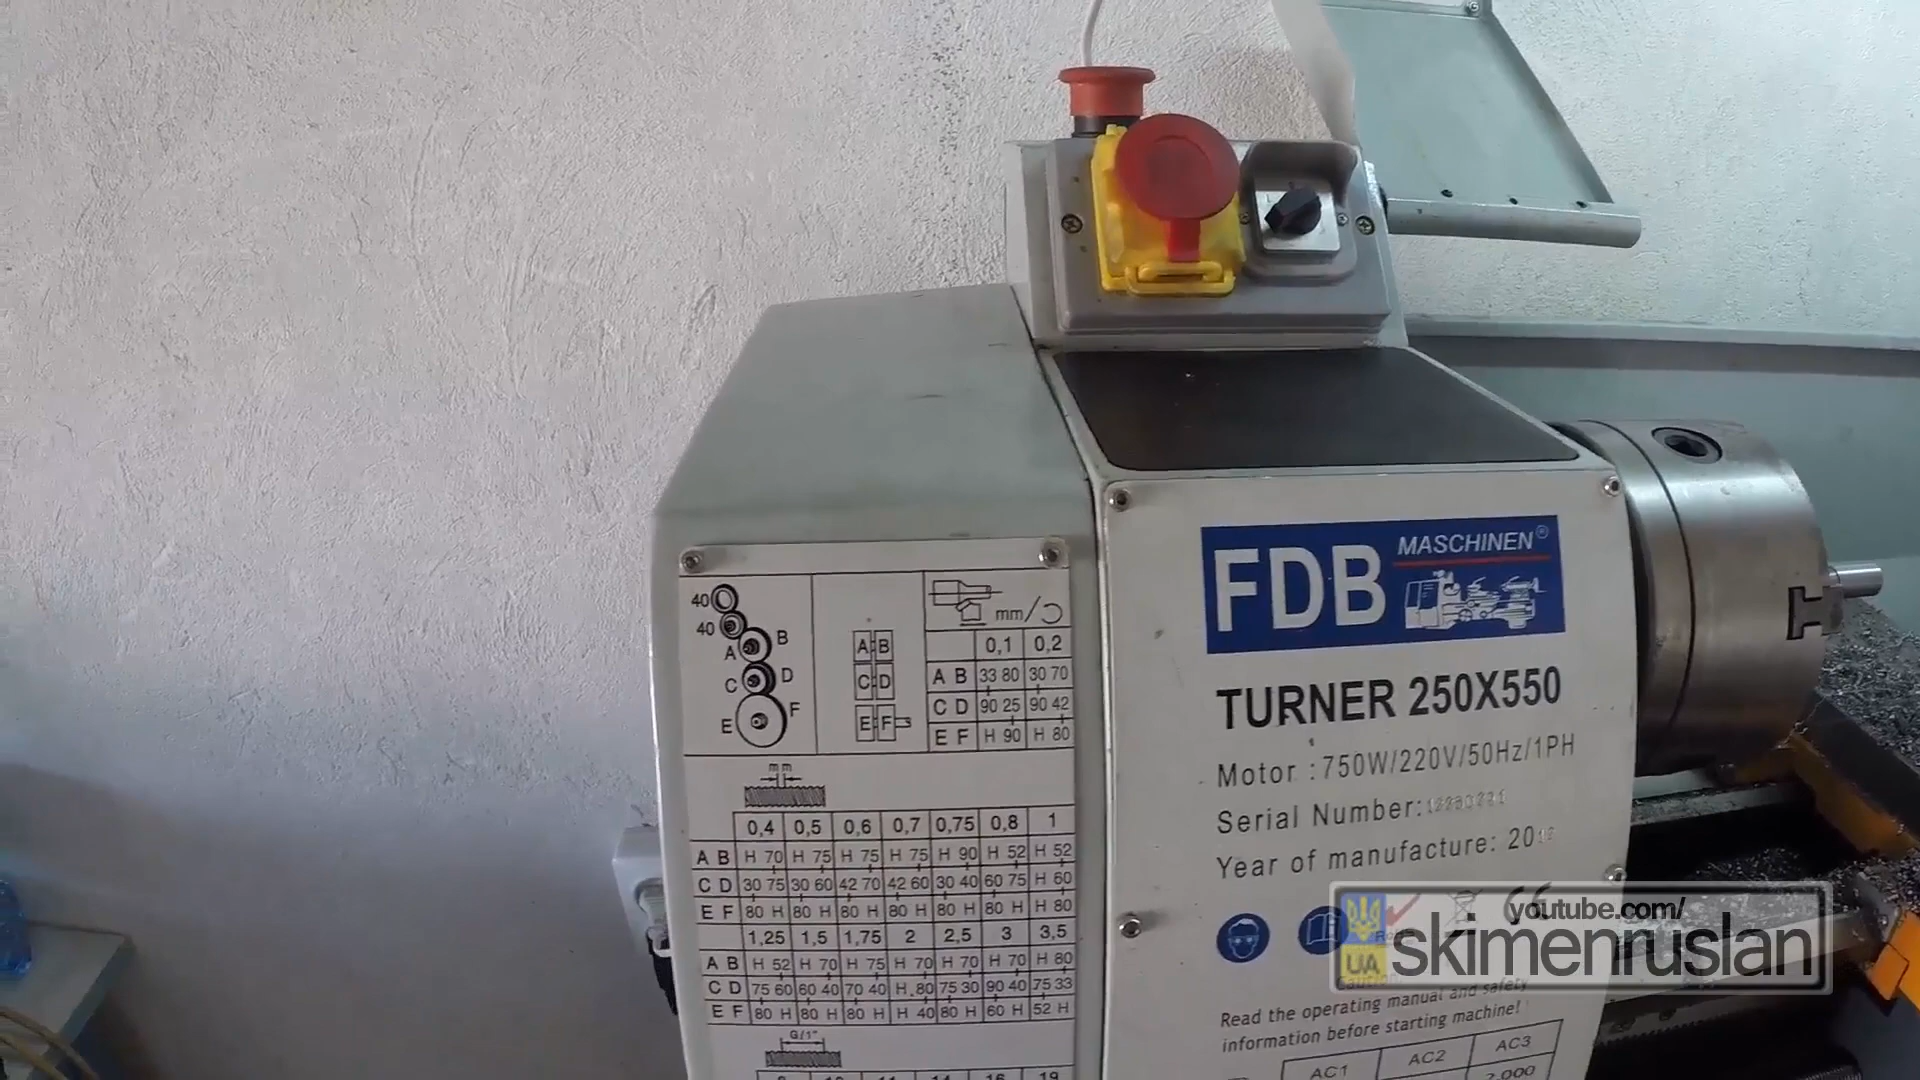 40
40
A B
C D
E F
A B
C D
E F
mm/
0,1 0,2
A B 33 80 30 70
C D 90 25 90 42
E F H 90 H 80
mm
0,4 0,5 0,6 0,7 0,75 0,8 1
A B H 70 H 75 H 75 H 75 H 90 H 52 H 52
C D 30 75 30 60 42 70 42 60 30 40 60 75 H 60
E F 80 H 80 H 80 H 80 H 80 H 80 H H 80
1,25 1,5 1,75 2 2,5 3 3,5
A B H 52 H 70 H 75 H 70 H 70 H 70 H 80
C D 75 60 60 40 70 40 H 80 75 30 90 40 75 33
E F 80 H 80 H 80 H H 40 80 H 60 H 52 H
G/1"
FDB MASCHINEN®
TURNER 250X550
Motor :750W/220V/50Hz/1PH
Serial Number:
Year of manufacture:
UA
youtube.com/
skimenruslan
Caution:
Read the operating manual and safety
information before starting machine!
AC1 AC2 AC3